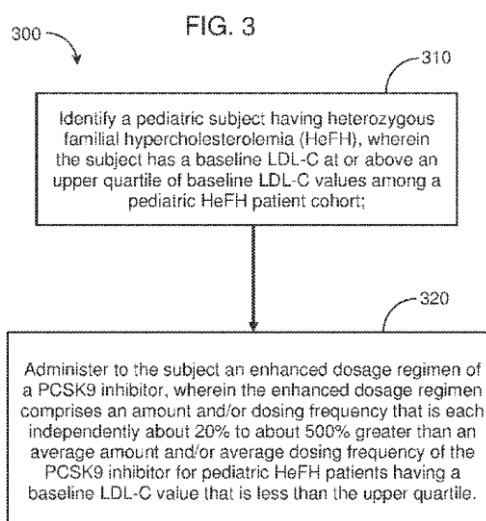 FIG. 3
300
310
Identify a pediatric subject having heterozygous
familial hypercholesterolemia (HeFH), wherein
the subject has a baseline LDL-C at or above an
upper quartile of baseline LDL-C values among a
pediatric HeFH patient cohort;
320
Administer to the subject an enhanced dosage regimen of
a PCSK9 inhibitor, wherein the enhanced dosage regimen
comprises an amount and/or dosing frequency that is each
independently about 20% to about 500% greater than an
average amount and/or average dosing frequency of the
PCSK9 inhibitor for pediatric HeFH patients having a
baseline LDL-C value that is less than the upper quartile.